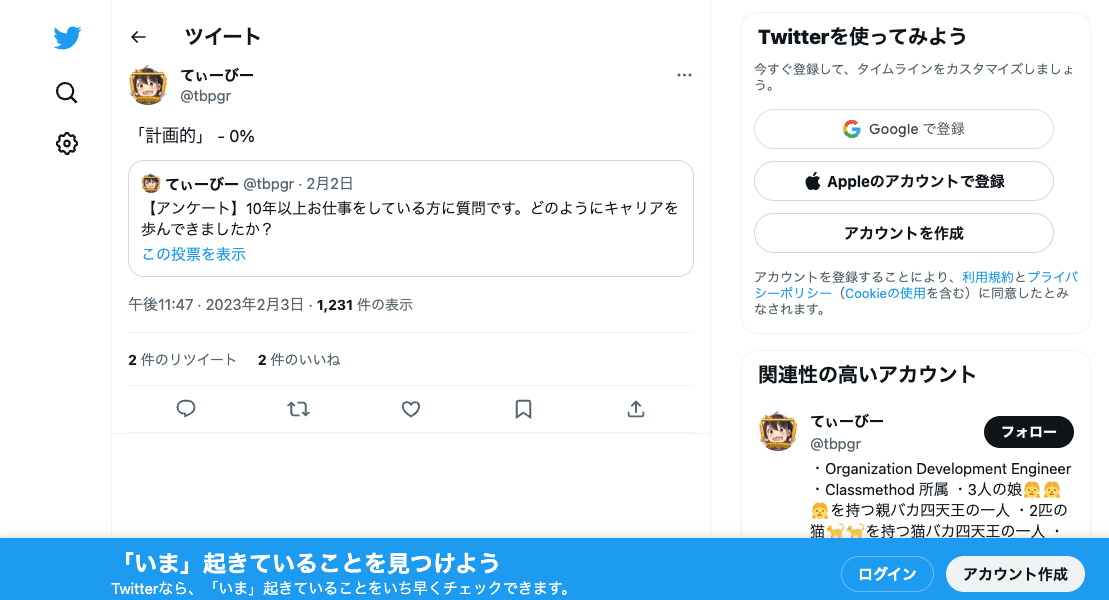 ツイート
てぃーびー
@tbpgr
「計画的」 - 0%
てぃーびー @tbpgr · 2月2日
【アンケート】10年以上お仕事をしている方に質問です。どのようにキャリアを
歩んできましたか？
この投票を表示
午後11:47 · 2023年2月3日 · 1,231 件の表示
2 件のリツイート 2 件のいいね
Twitterを使ってみよう
今すぐ登録して、タイムラインをカスタマイズしましょ
う。
Google で登録
Appleのアカウントで登録
アカウントを作成
アカウントを登録することにより、利用規約とプライバ
シーポリシー（Cookieの使用を含む）に同意したとみ
なされます。
関連性の高いアカウント
てぃーびー
@tbpgr
フォロー
・Organization Development Engineer
・Classmethod 所属 ・3人の娘👧👧
👧を持つ親バカ四天王の一人 ・2匹の
猫🐈🐈を持つ猫バカ四天王の一人 ・
「いま」起きていることを見つけよう
Twitterなら、「いま」起きていることをいち早くチェックできます。
ログイン
アカウント作成